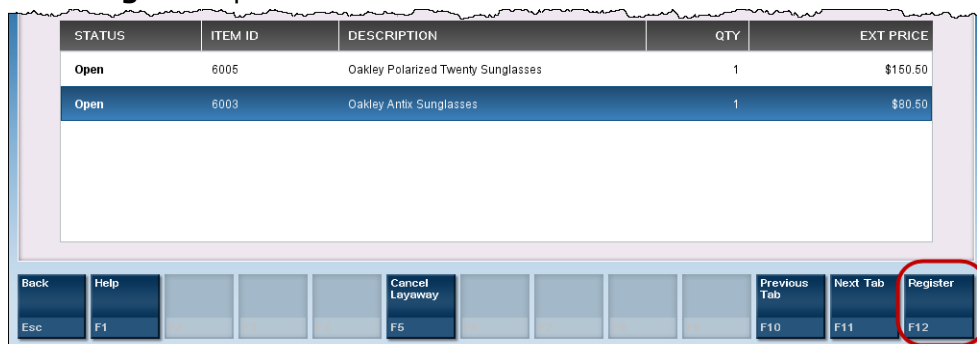 STATUS ITEM ID DESCRIPTION QTY EXT PRICE
Open 6005 Oakley Polarized Twenty Sunglasses 1 $150.50
Open 6003 Oakley Antix Sunglasses 1 $80.50
Back Help Cancel Layaway Previous Tab Next Tab Register
Esc F1 F5 F10 F11 F12